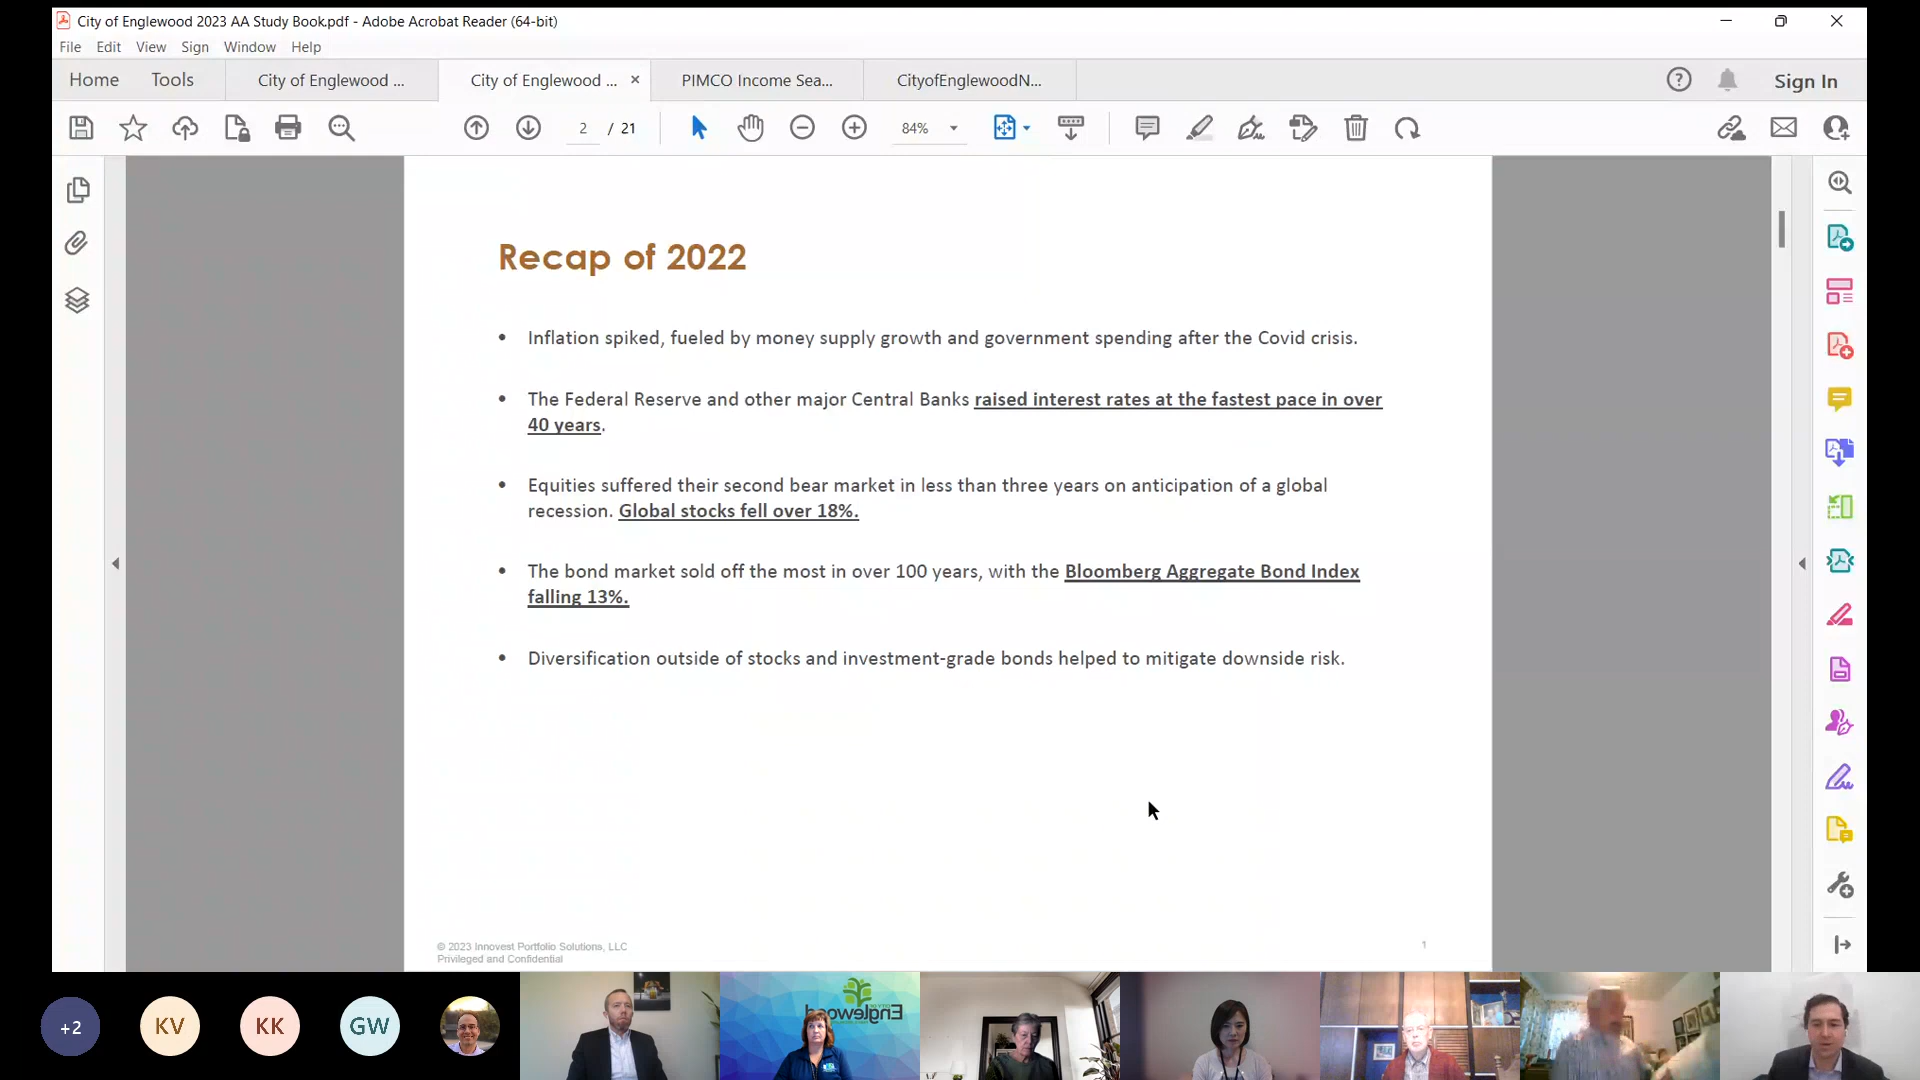 City of Englewood 2023 AA Study Book.pdf - Adobe Acrobat Reader (64-bit)
File Edit View Sign Window Help
Home Tools City of Englewood ... City of Englewood ... × PIMCO Income Sea... CityofEnglewoodN... Sign In
2 / 21 84%
Recap of 2022
• Inflation spiked, fueled by money supply growth and government spending after the Covid crisis.
• The Federal Reserve and other major Central Banks raised interest rates at the fastest pace in over
40 years.
• Equities suffered their second bear market in less than three years on anticipation of a global
recession. Global stocks fell over 18%.
• The bond market sold off the most in over 100 years, with the Bloomberg Aggregate Bond Index
falling 13%.
• Diversification outside of stocks and investment-grade bonds helped to mitigate downside risk.
© 2023 Innovest Portfolio Solutions, LLC
Privileged and Confidential
1
+2 KV KK GW
Englewood